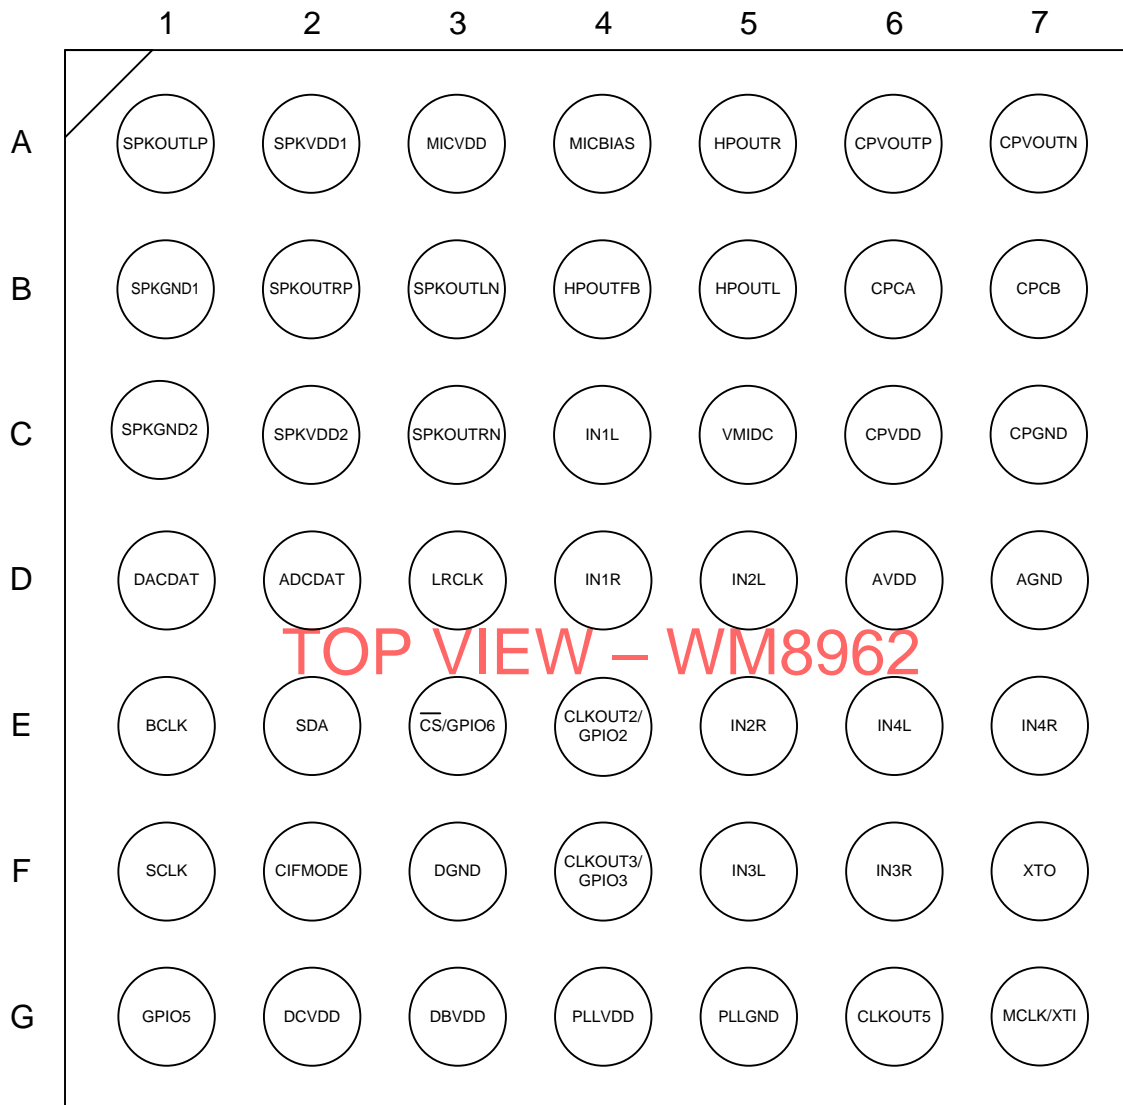 1 2 3 4 5 6 7
A SPKOUTLP SPKVDD1 MICVDD MICBIAS HPOUTR CPVOUTP CPVOUTN
B SPKGND1 SPKOUTRP SPKOUTLN HPOUTFB HPOUTL CPCA CPCB
C SPKGND2 SPKVDD2 SPKOUTRN IN1L VMIDC CPVDD CPGND
D DACDAT ADCDAT LRCLK IN1R IN2L AVDD AGND
TOP VIEW – WM8962
E BCLK SDA C̅S̅/GPIO6 CLKOUT2/ GPIO2 IN2R IN4L IN4R
F SCLK CIFMODE DGND CLKOUT3/ GPIO3 IN3L IN3R XTO
G GPIO5 DCVDD DBVDD PLLVDD PLLGND CLKOUT5 MCLK/XTI